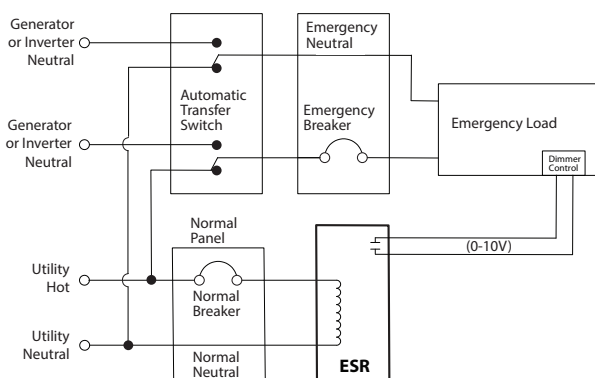 Generator
or Inverter
Neutral
Emergency
Neutral
Automatic
Transfer
Switch
Emergency
Breaker
Emergency Load
Dimmer
Control
Generator
or Inverter
Neutral
Normal
Panel
(0-10V)
Utility
Hot
Normal
Breaker
Utility
Neutral
Normal
Neutral
ESR